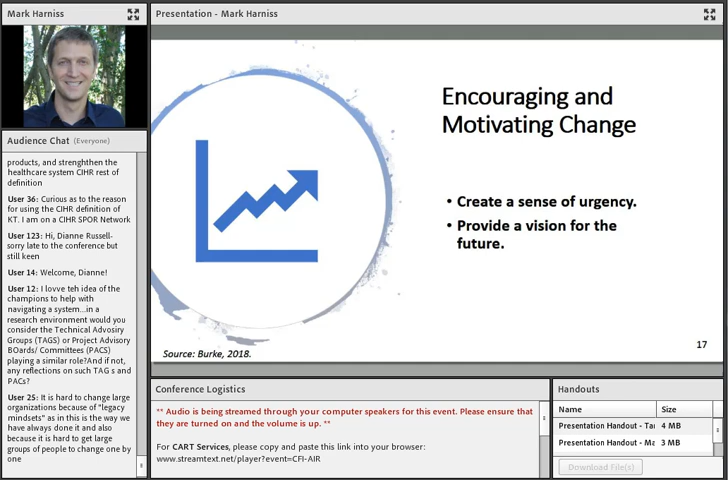 Mark Harniss
Presentation - Mark Harniss
Audience Chat (Everyone)
products, and strenghthen the
healthcare system CIHR rest of
definition
User 36: Curious as to the reason
for using the CIHR definition of
KT. I am on a CIHR SPOR Network
User 123: Hi, Dianne Russell-
sorry late to the conference but
still keen
User 14: Welcome, Dianne!
User 12: I lovve teh idea of the
champions to help with
navigating a system...in a
research environment would you
consider the Technical Advosiry
Groups (TAGS) or Project Advisory
BOards/ Committees (PACS)
playing a similar role?And if not,
any reflections on such TAG s and
PACs?
User 25: It is hard to change large
organizations because of "legacy
mindsets" as in this is the way we
have always done it and also
because it is hard to get large
groups of people to change one by
one
Encouraging and
Motivating Change
• Create a sense of urgency.
• Provide a vision for the
future.
Source: Burke, 2018.
17
Conference Logistics
** Audio is being streamed through your computer speakers for this event. Please ensure that
they are turned on and the volume is up. **
For CART Services, please copy and paste this link into your browser:
www.streamtext.net/player?event=CFI-AIR
Handouts
Name Size
Presentation Handout - Tai 4 MB
Presentation Handout - Ma 3 MB
Download File(s)